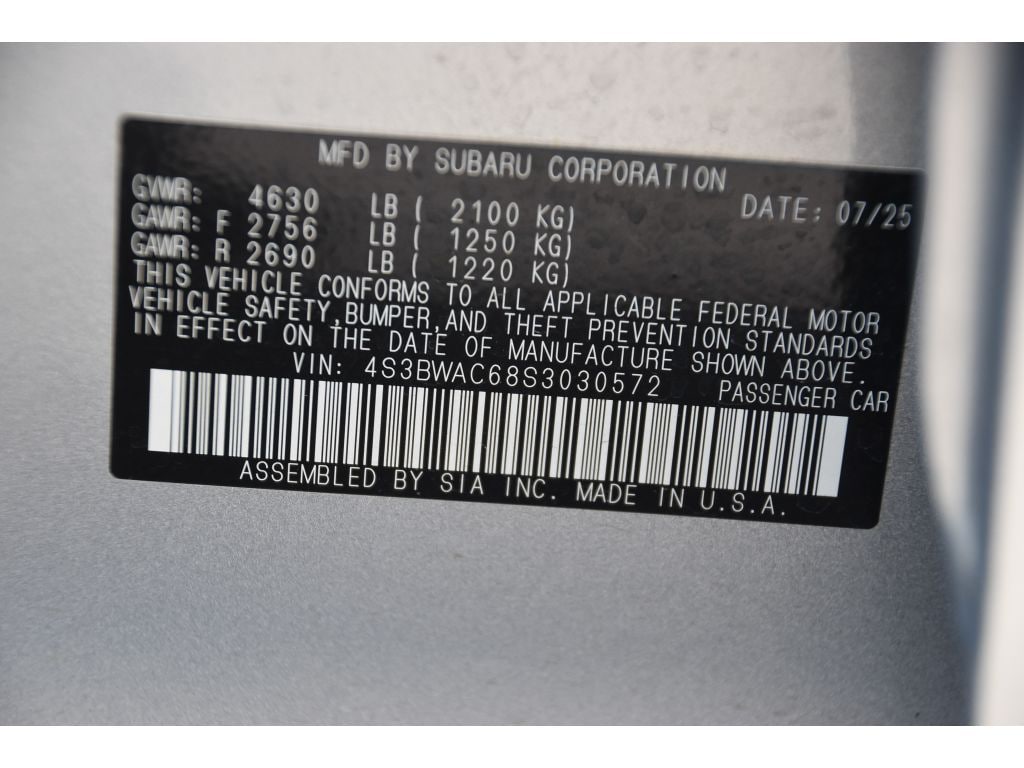 MFD BY SUBARU CORPORATION
GVWR: 4630 LB ( 2100 KG) DATE: 07/25
GAWR: F 2756 LB ( 1250 KG)
GAWR: R 2690 LB ( 1220 KG)
THIS VEHICLE CONFORMS TO ALL APPLICABLE FEDERAL MOTOR
VEHICLE SAFETY, BUMPER, AND THEFT PREVENTION STANDARDS
IN EFFECT ON THE DATE OF MANUFACTURE SHOWN ABOVE.
VIN: 4S3BWAC68S3030572 PASSENGER CAR
ASSEMBLED BY SIA INC. MADE IN U.S.A.